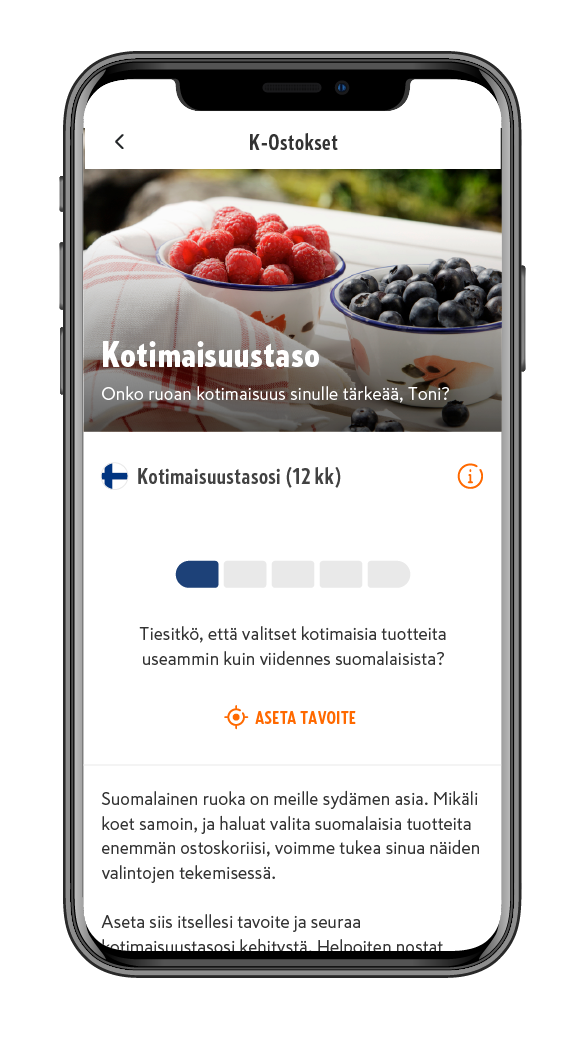 K-Ostokset
Kotimaisuustaso
Onko ruoan kotimaisuus sinulle tärkeää, Toni?
Kotimaisuustasosi (12 kk)
Tiesitkö, että valitset kotimaisia tuotteita
useammin kuin viidennes suomalaisista?
ASETA TAVOITE
Suomalainen ruoka on meille sydämen asia. Mikäli
koet samoin, ja haluat valita suomalaisia tuotteita
enemmän ostoskoriisi, voimme tukea sinua näiden
valintojen tekemisessä.
Aseta siis itsellesi tavoite ja seuraa
kotimaisuustasosi kehitystä. Helpoiten nostat